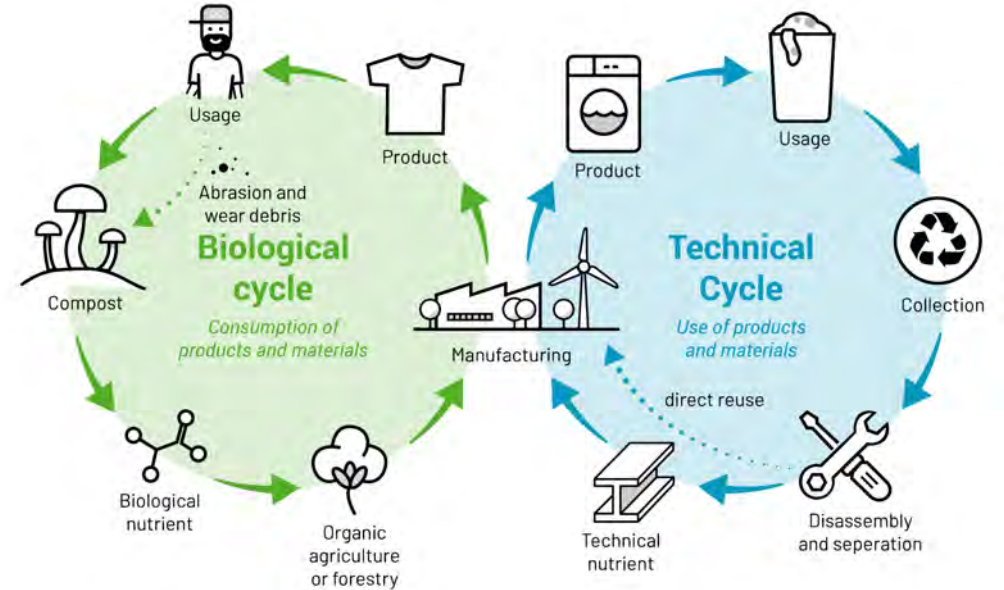 Usage
Product
Abrasion and
wear debris
Biological
cycle
Consumption of
products and materials
Compost
Biological
nutrient
Organic
agriculture
or forestry
Manufacturing
Product
Usage
Technical
Cycle
Use of products
and materials
Collection
direct reuse
Disassembly
and seperation
Technical
nutrient